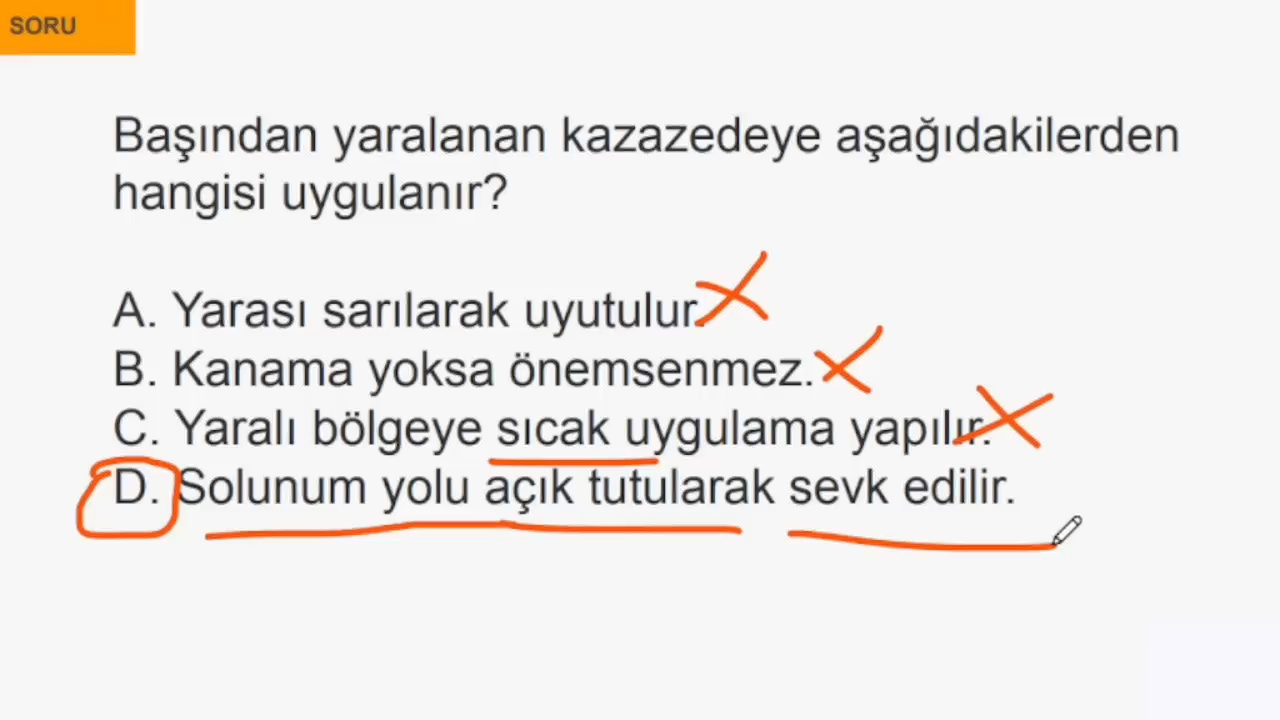 SORU
Başından yaralanan kazazedeye aşağıdakilerden
hangisi uygulanır?
A. Yarası sarılarak uyutulur.
B. Kanama yoksa önemsenmez.
C. Yaralı bölgeye sıcak uygulama yapılır.
D. Solunum yolu açık tutularak sevk edilir.